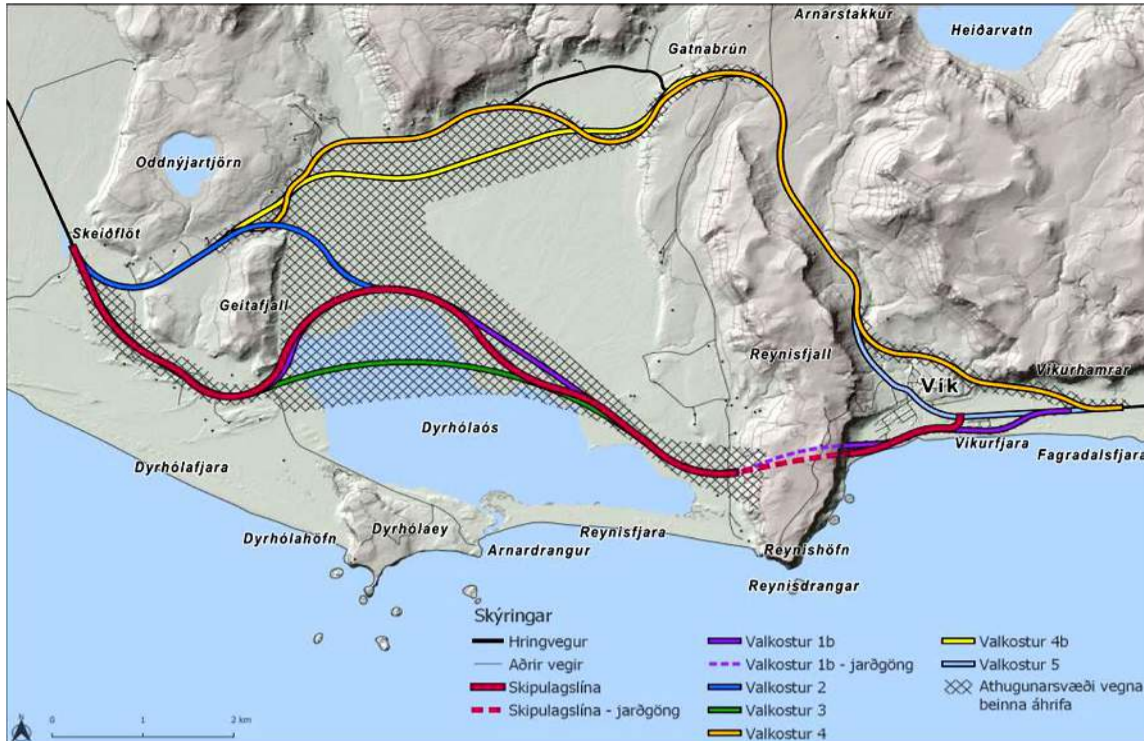 Arnarstakkur
Heiðarvatn
Gatnabrún
Oddnýjartjörn
Skeiðflöt
Geitafjall
Reynisfjall
Víkurhamrar
Vík
Dyrhólaós
Víkurfjara
Fagradalsfjara
Dyrhólafjara
Dyrhólaey
Dyrhólahöfn
Reynisfjara
Arnardrangur
Reynishöfn
Reynisdrangar
Skýringar
Hringvegur
Aðrir vegir
Skipulagslína
Skipulagslína - jarðgöng
Valkostur 1b
Valkostur 1b - jarðgöng
Valkostur 2
Valkostur 3
Valkostur 4
Valkostur 4b
Valkostur 5
Athugunarsvæði vegna
beinna áhrifa
N
0 1 2 km